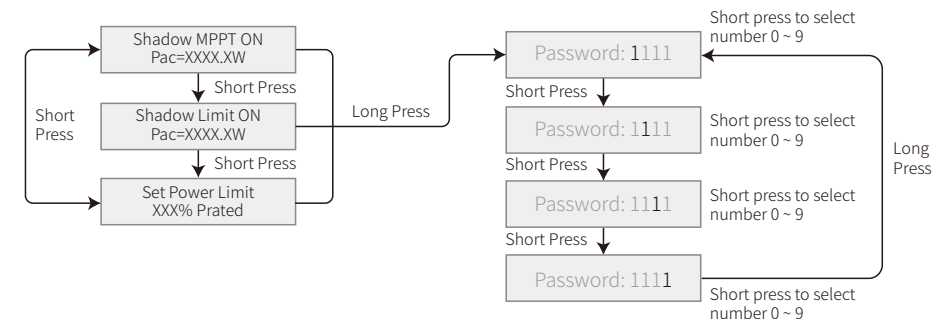 Shadow MPPT ON
Pac=XXXX.XW
Short Press
Shadow Limit ON
Pac=XXXX.XW
Short Press
Set Power Limit
XXX% Prated
Short
Press
Long Press
Short press to select
number 0 ~ 9
Password: 1111
Short Press
Password: 1111
Short press to select
number 0 ~ 9
Short Press
Password: 1111
Short press to select
number 0 ~ 9
Short Press
Password: 1111
Short press to select
number 0 ~ 9
Long
Press